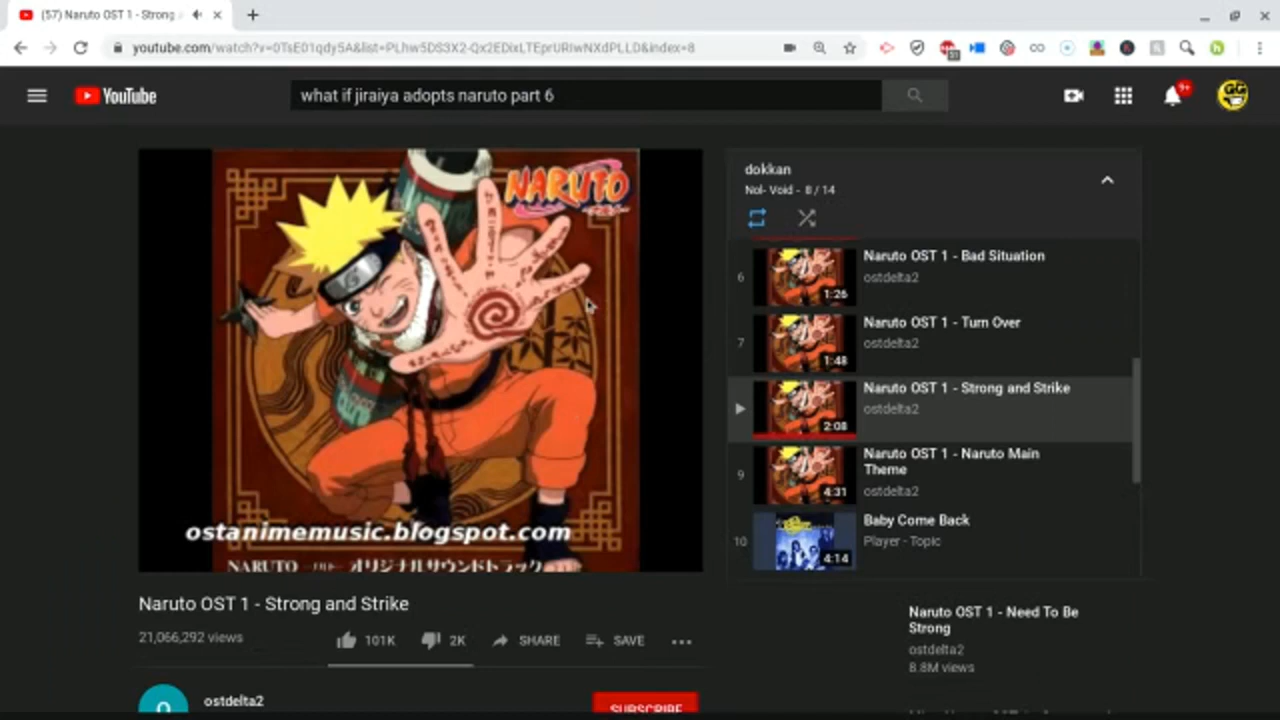 (57) Naruto OST 1 - Strong
youtube.com/watch?v=0TsE01qdy5A&list=PLhw5DS3X2-Qx2EDixLTEprURIwNXdPLLD&index=8
YouTube
what if jiraiya adopts naruto part 6
9+
GG
NARUTO
ostanimemusic.blogspot.com
NARUTO -ナルト- オリジナルサウンドトラック
dokkan
Nol- Void - 8 / 14
6
1:26
Naruto OST 1 - Bad Situation
ostdelta2
7
1:48
Naruto OST 1 - Turn Over
ostdelta2
2:08
Naruto OST 1 - Strong and Strike
ostdelta2
9
4:31
Naruto OST 1 - Naruto Main
Theme
ostdelta2
10
4:14
Baby Come Back
Player - Topic
Naruto OST 1 - Strong and Strike
21,066,292 views
101K
2K
SHARE
SAVE
ostdelta2
SUBSCRIBE
Naruto OST 1 - Need To Be
Strong
ostdelta2
8.8M views